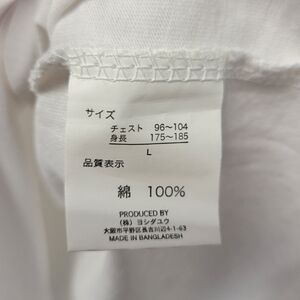 サイズ
チェスト 96〜104
身長 175〜185
L
品質表示
綿 100%
PRODUCED BY
(株) ヨシダユウ
大阪市平野区長吉川辺4-1-63
MADE IN BANGLADESH